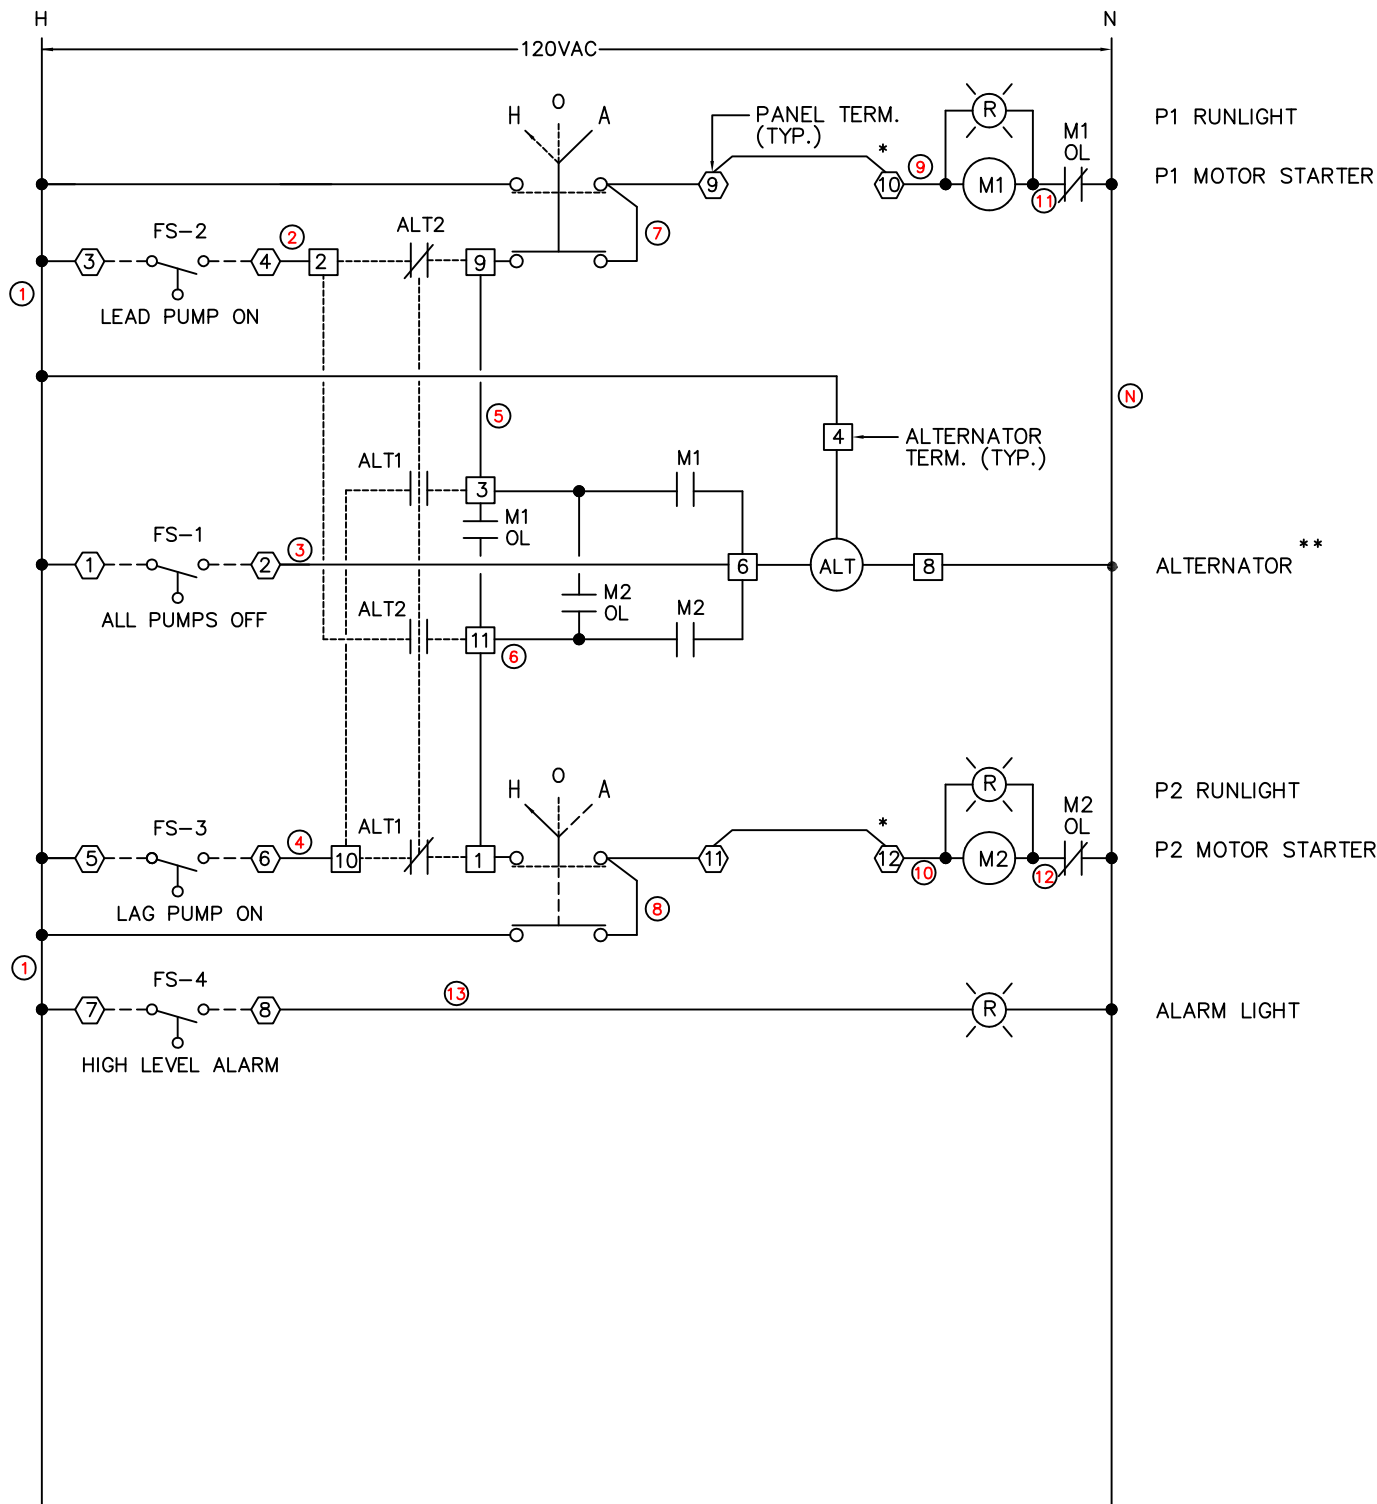 H
N
120VAC
H O A
PANEL TERM.
(TYP.)
*
R
P1 RUNLIGHT
M1
OL
9
10
9
M1
11
P1 MOTOR STARTER
7
FS-2
2
ALT2
3
4
2
9
1
LEAD PUMP ON
N
5
4
ALTERNATOR
TERM. (TYP.)
ALT1
M1
3
M1
OL
FS-1
3
1
2
6
ALT
8
ALTERNATOR **
ALL PUMPS OFF
M2
OL
ALT2
M2
11
6
H O A
R
P2 RUNLIGHT
M2
OL
FS-3
4
ALT1
*
5
6
10
1
11
12
10
M2
12
P2 MOTOR STARTER
LAG PUMP ON
8
1
FS-4
13
7
8
R
ALARM LIGHT
HIGH LEVEL ALARM